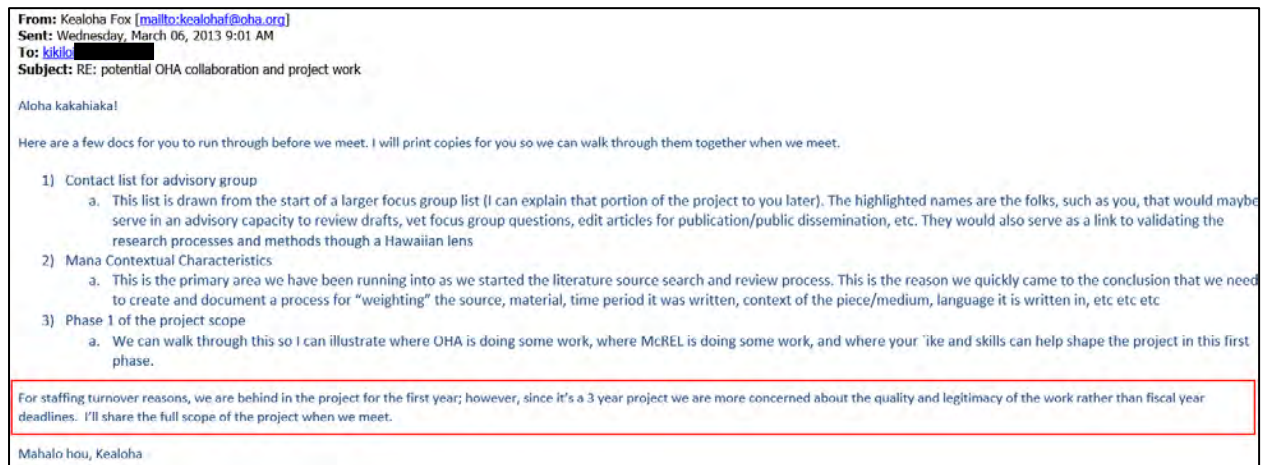 From: Kealoha Fox [mailto:kealohaf@oha.org]
Sent: Wednesday, March 06, 2013 9:01 AM
To: kikilo
Subject: RE: potential OHA collaboration and project work
Aloha kakahiaka!
Here are a few docs for you to run through before we meet. I will print copies for you so we can walk through them together when we meet.
1) Contact list for advisory group
a. This list is drawn from the start of a larger focus group list (I can explain that portion of the project to you later). The highlighted names are the folks, such as you, that would maybe
serve in an advisory capacity to review drafts, vet focus group questions, edit articles for publication/public dissemination, etc. They would also serve as a link to validating the
research processes and methods though a Hawaiian lens
2) Mana Contextual Characteristics
a. This is the primary area we have been running into as we started the literature source search and review process. This is the reason we quickly came to the conclusion that we need
to create and document a process for “weighting” the source, material, time period it was written, context of the piece/medium, language it is written in, etc etc etc
3) Phase 1 of the project scope
a. We can walk through this so I can illustrate where OHA is doing some work, where McREL is doing some work, and where your `ike and skills can help shape the project in this first
phase.
For staffing turnover reasons, we are behind in the project for the first year; however, since it’s a 3 year project we are more concerned about the quality and legitimacy of the work rather than fiscal year
deadlines. I’ll share the full scope of the project when we meet.
Mahalo hou, Kealoha